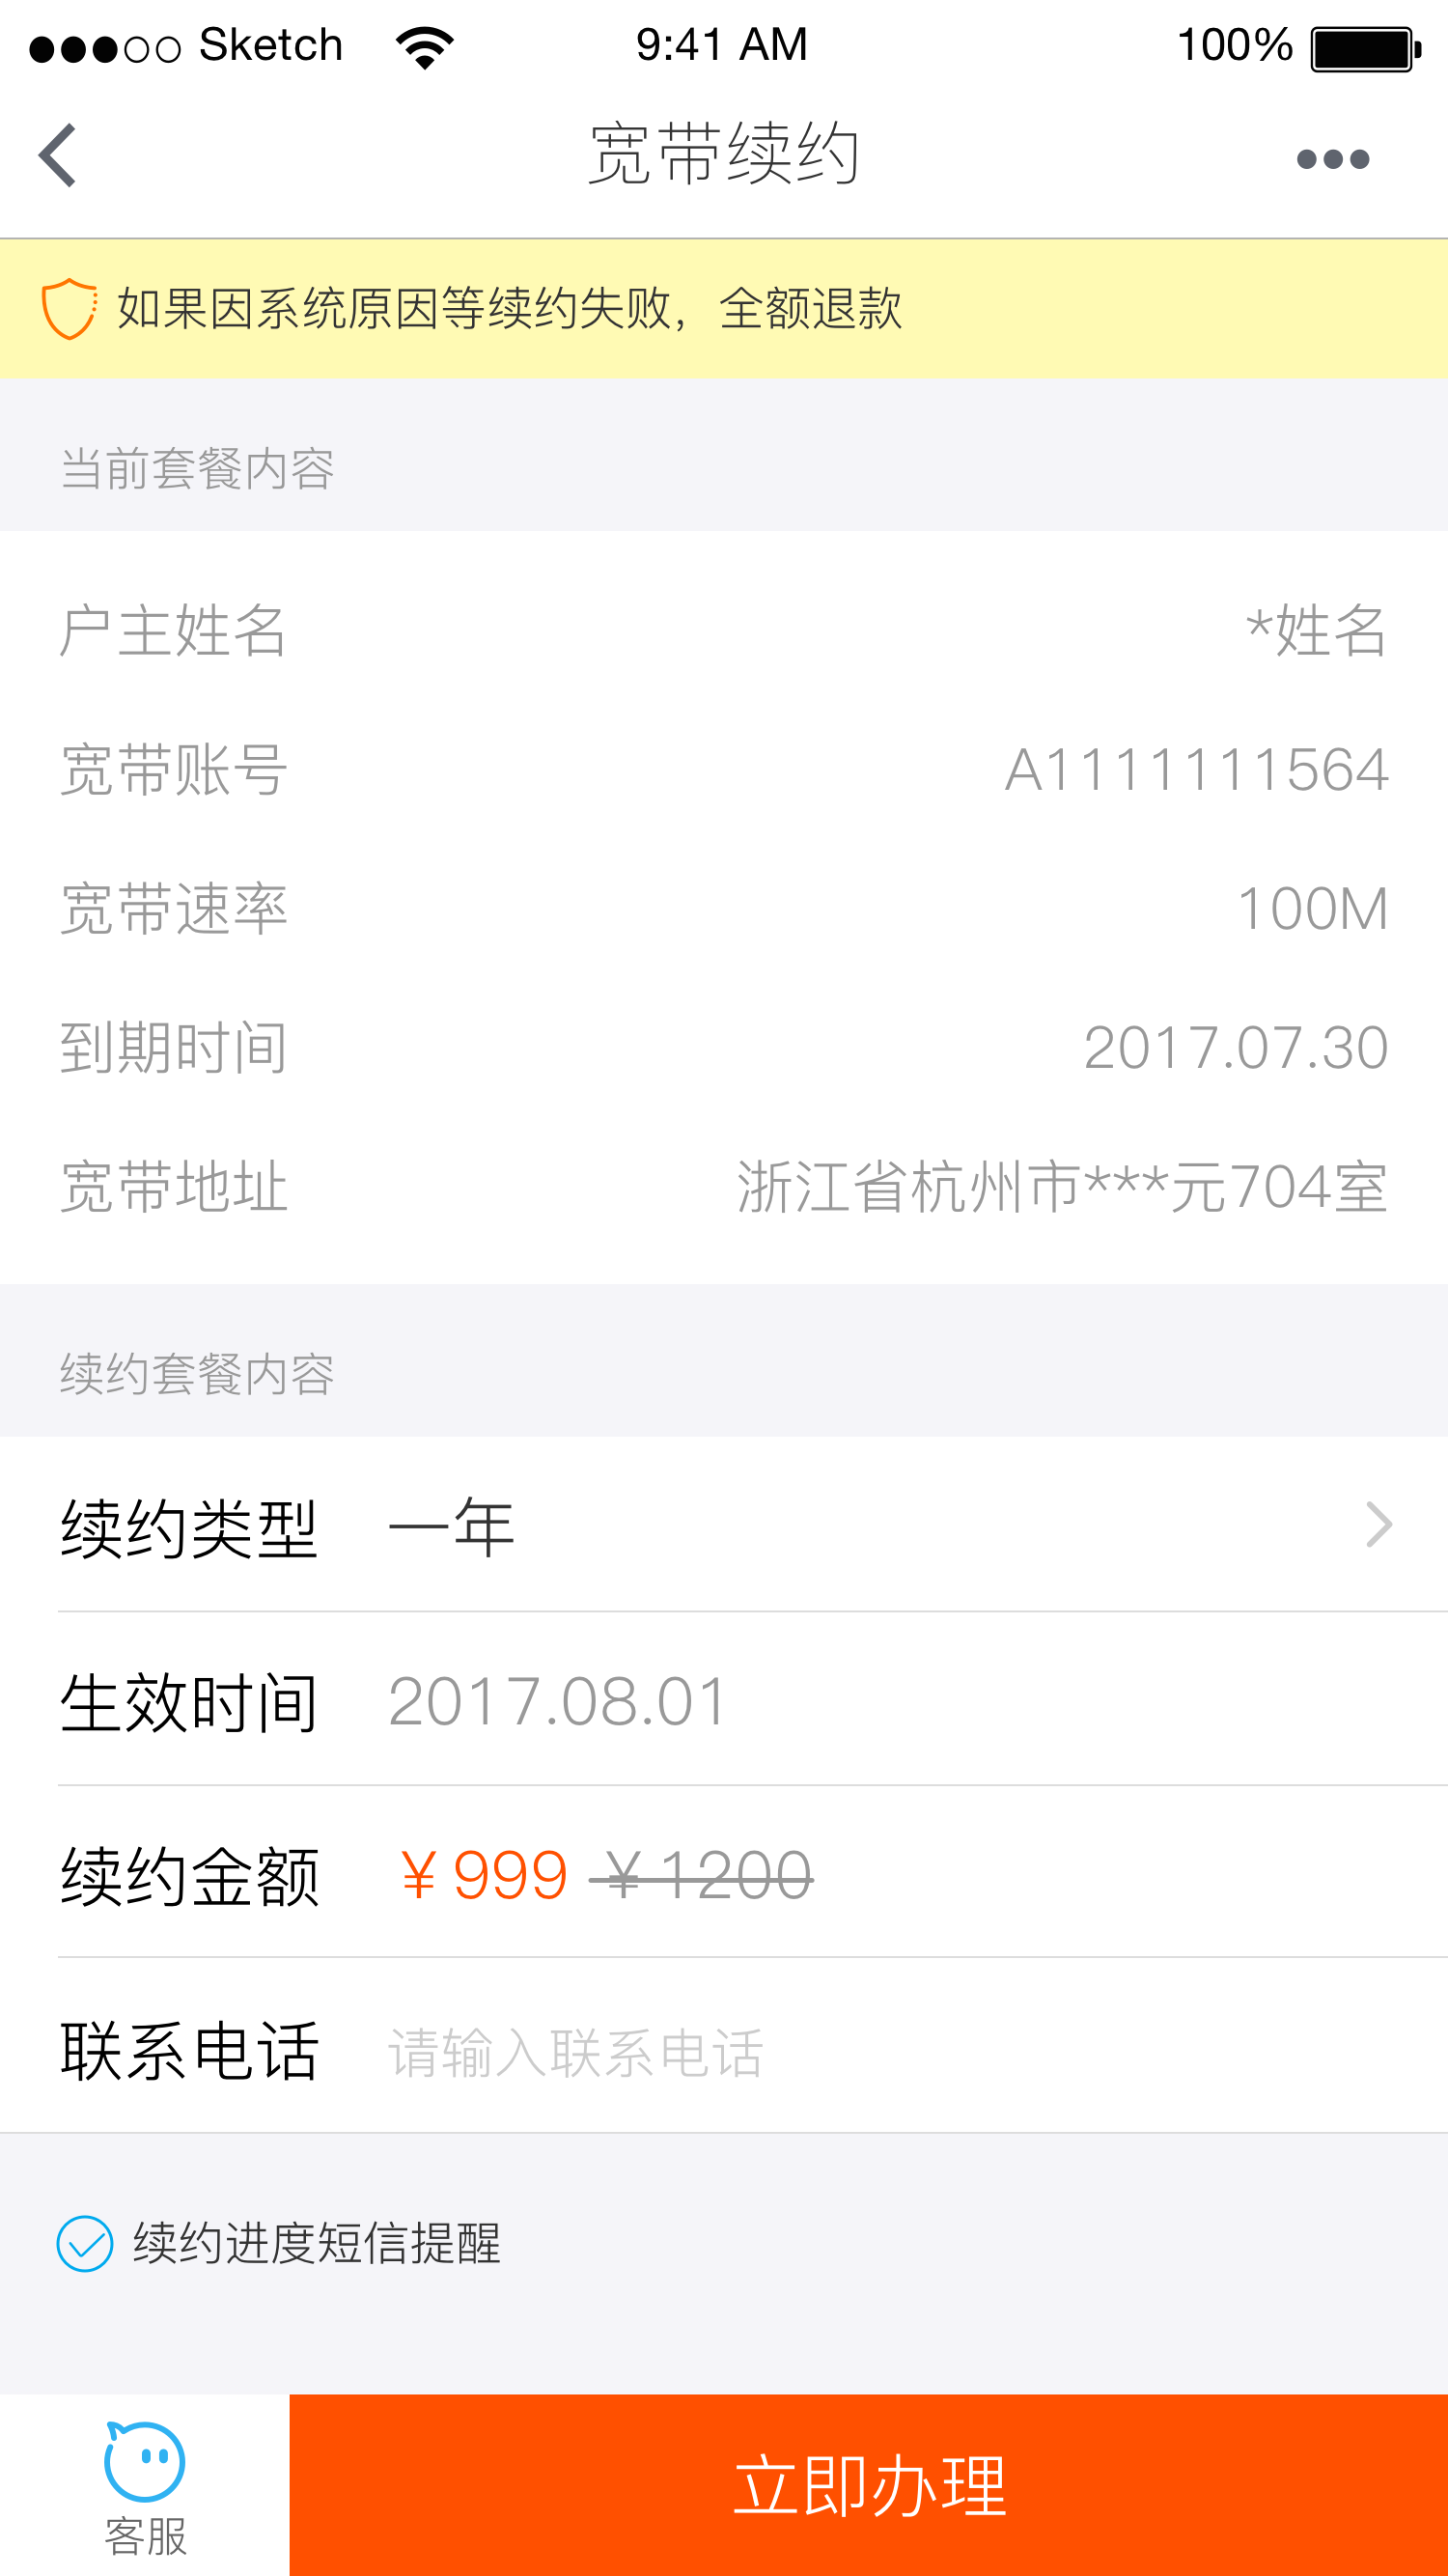 Sketch 9:41 AM 100%
宽带续约
如果因系统原因等续约失败，全额退款
当前套餐内容
户主姓名 *姓名
宽带账号 A1111111564
宽带速率 100M
到期时间 2017.07.30
宽带地址 浙江省杭州市***元704室
续约套餐内容
续约类型 一年
生效时间 2017.08.01
续约金额 ￥999 ￥1200
联系电话 请输入联系电话
续约进度短信提醒
客服
立即办理